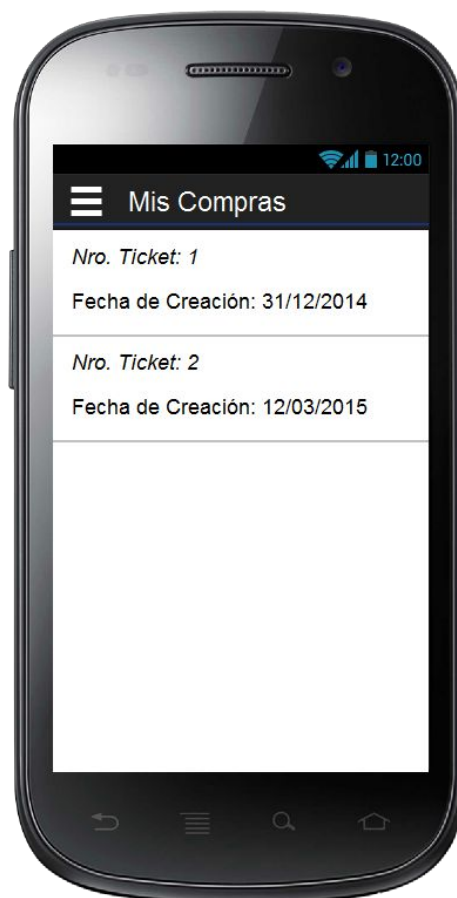 12:00
Mis Compras
Nro. Ticket: 1
Fecha de Creación: 31/12/2014
Nro. Ticket: 2
Fecha de Creación: 12/03/2015